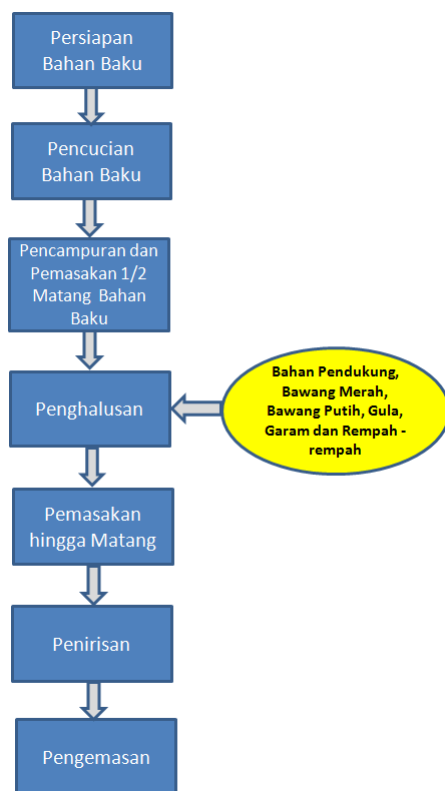 Persiapan
Bahan Baku
Pencucian
Bahan Baku
Pencampuran dan
Pemasakan 1/2
Matang Bahan
Baku
Penghalusan
Bahan Pendukung,
Bawang Merah,
Bawang Putih, Gula,
Garam dan Rempah -
rempah
Pemasakan
hingga Matang
Penirisan
Pengemasan